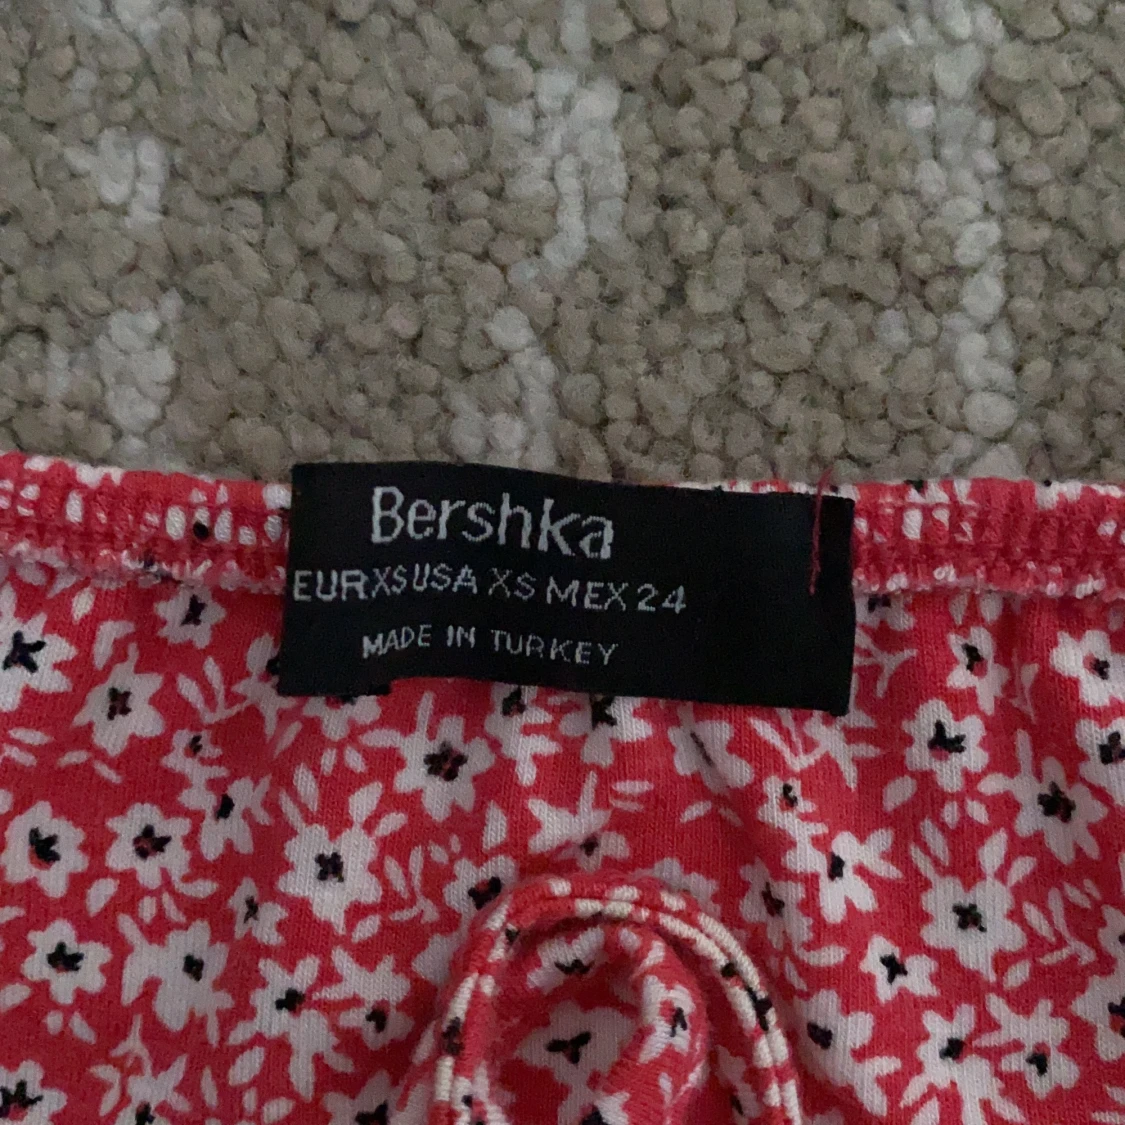 Bershka
EUR XS USA XS MEX 24
MADE IN TURKEY